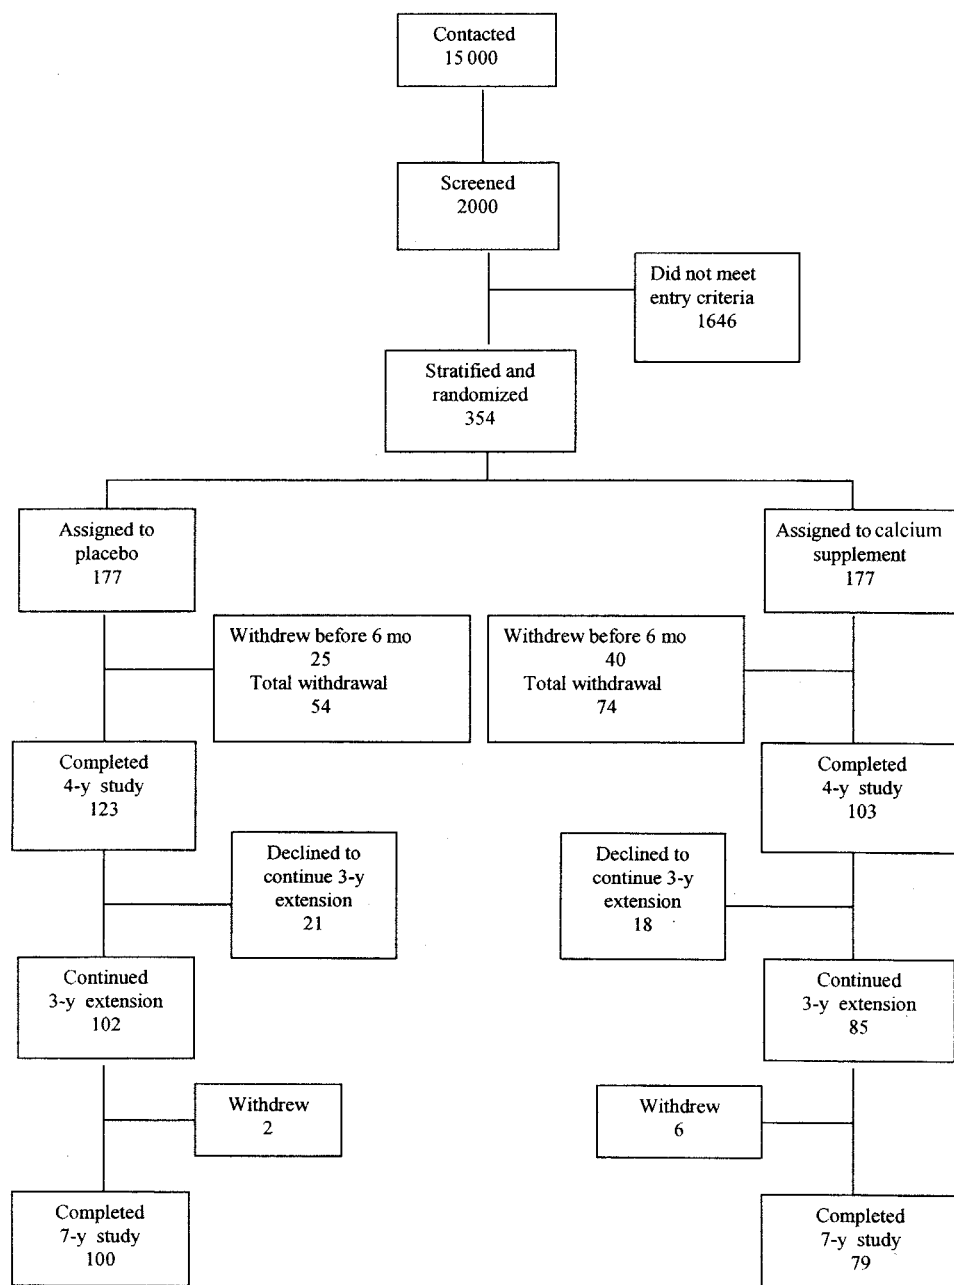 Contacted
15 000
Screened
2000
Did not meet
entry criteria
1646
Stratified and
randomized
354
Assigned to
placebo
177
Assigned to calcium
supplement
177
Withdrew before 6 mo
25
Total withdrawal
54
Withdrew before 6 mo
40
Total withdrawal
74
Completed
4-y study
123
Completed
4-y study
103
Declined to
continue 3-y
extension
21
Declined to
continue 3-y
extension
18
Continued
3-y extension
102
Continued
3-y extension
85
Withdrew
2
Withdrew
6
Completed
7-y study
100
Completed
7-y study
79